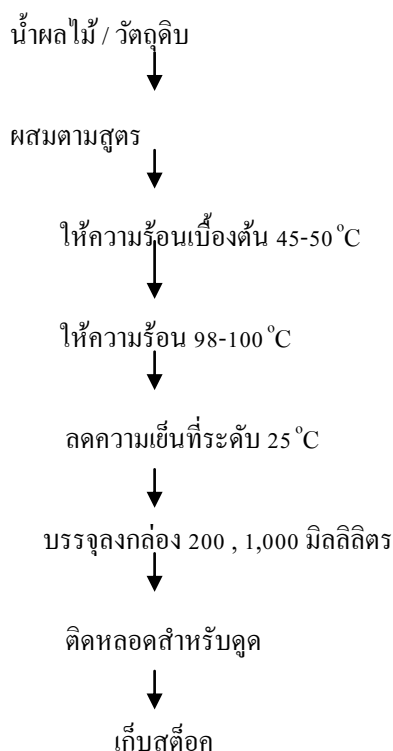 น้ำผลไม้ / วัตถุดิบ
ผสมตามสูตร
ให้ความร้อนเบื้องต้น 45-50 °C
ให้ความร้อน 98-100 °C
ลดความเย็นที่ระดับ 25 °C
บรรจุลงกล่อง 200 , 1,000 มิลลิลิตร
ติดหลอดสำหรับดูด
เก็บสต็อค